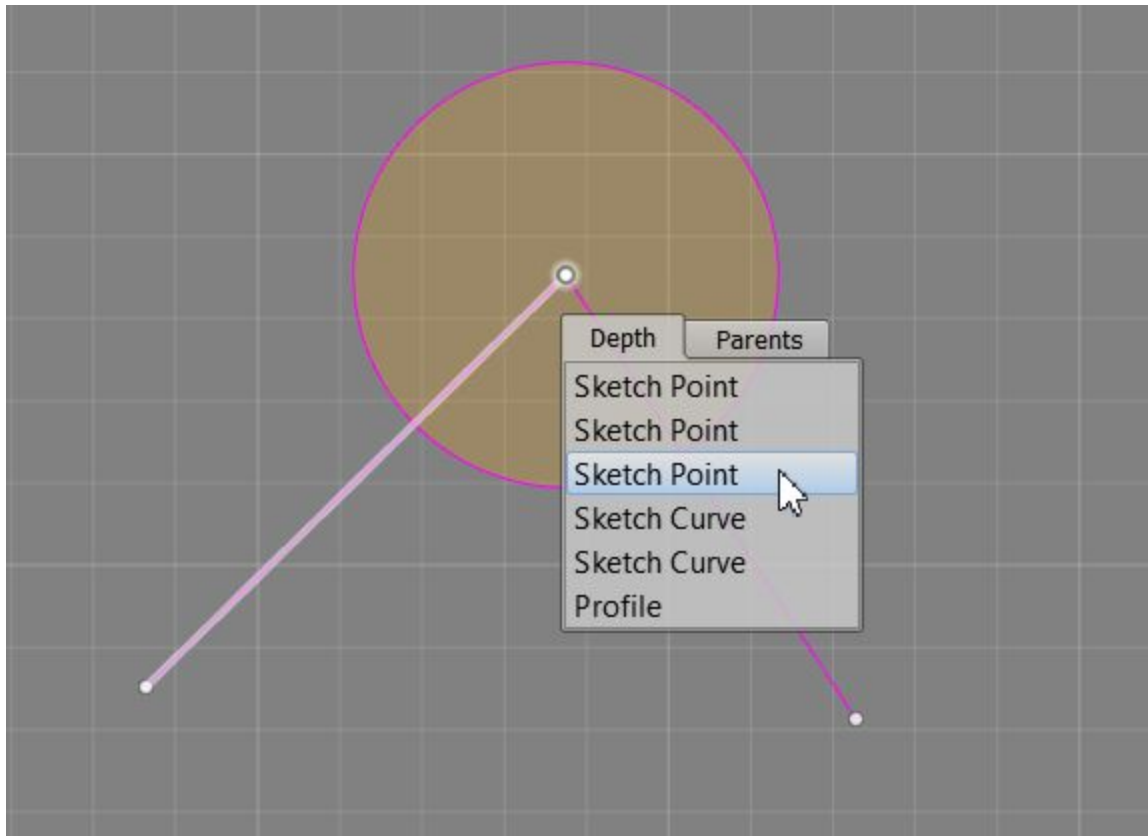 Depth Parents
Sketch Point
Sketch Point
Sketch Point
Sketch Curve
Sketch Curve
Profile